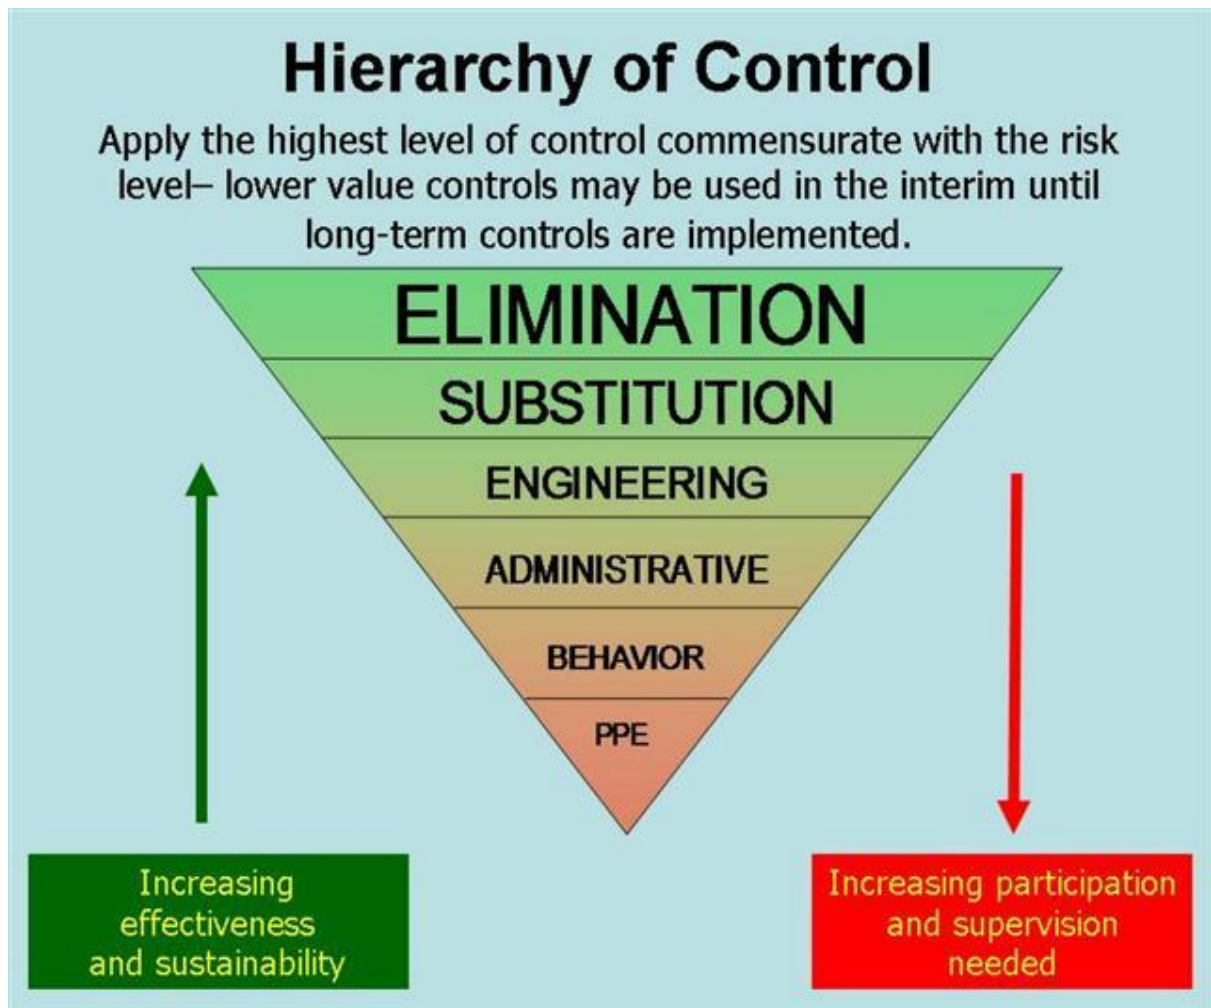 Hierarchy of Control
Apply the highest level of control commensurate with the risk
level– lower value controls may be used in the interim until
long-term controls are implemented.
ELIMINATION
SUBSTITUTION
ENGINEERING
ADMINISTRATIVE
BEHAVIOR
PPE
Increasing
effectiveness
and sustainability
Increasing participation
and supervision
needed